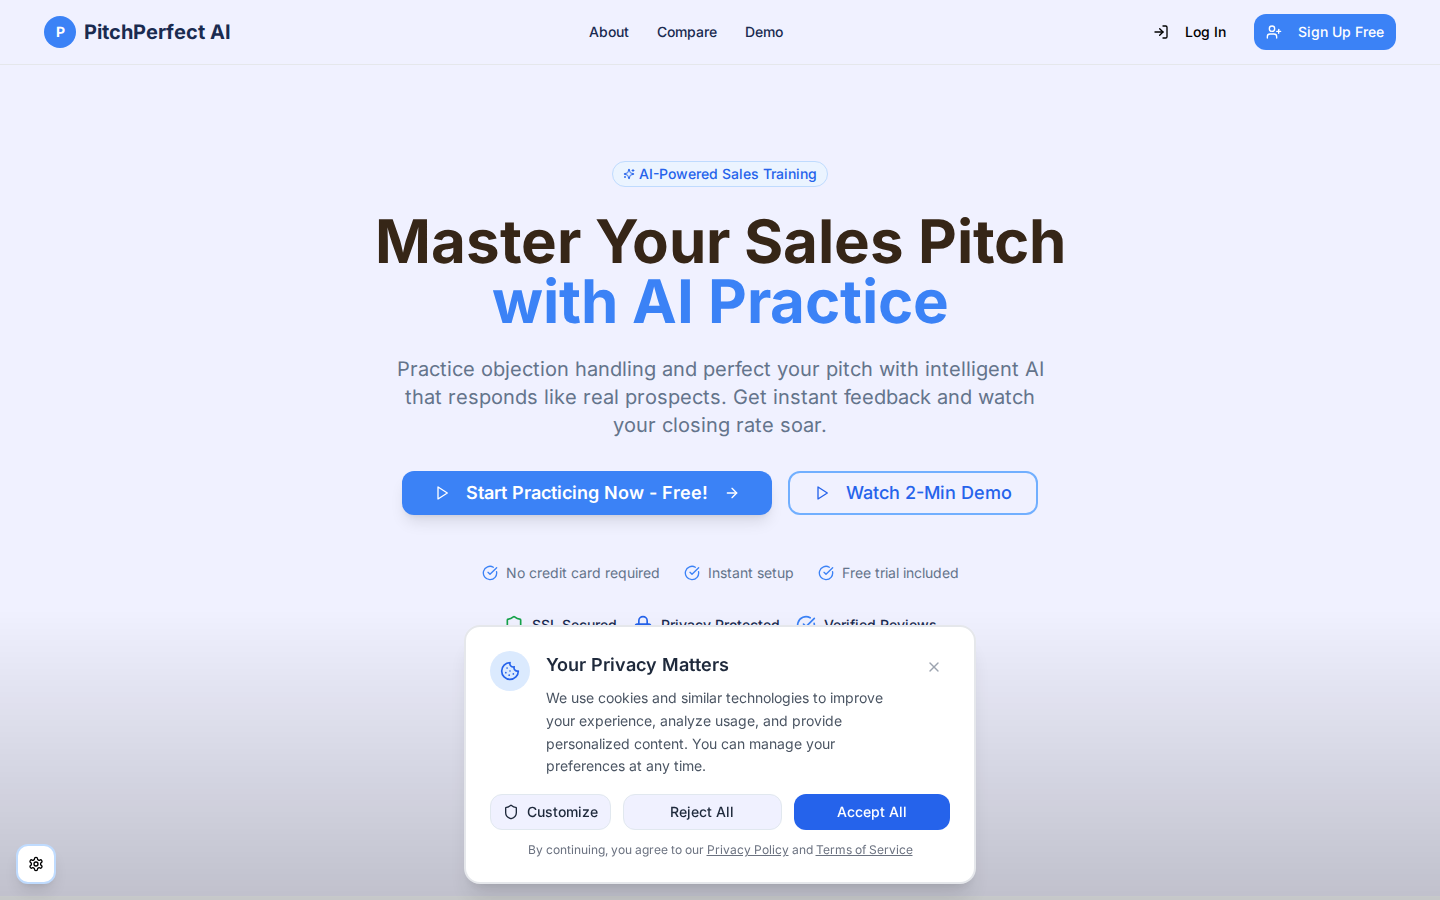 P PitchPerfect AI
About Compare Demo
Log In
Sign Up Free
AI-Powered Sales Training
Master Your Sales Pitch
with AI Practice
Practice objection handling and perfect your pitch with intelligent AI
that responds like real prospects. Get instant feedback and watch
your closing rate soar.
Start Practicing Now - Free!
Watch 2-Min Demo
No credit card required
Instant setup
Free trial included
SSL Secured
Privacy Protected
Verified Reviews
Your Privacy Matters
We use cookies and similar technologies to improve
your experience, analyze usage, and provide
personalized content. You can manage your
preferences at any time.
Customize
Reject All
Accept All
By continuing, you agree to our Privacy Policy and Terms of Service